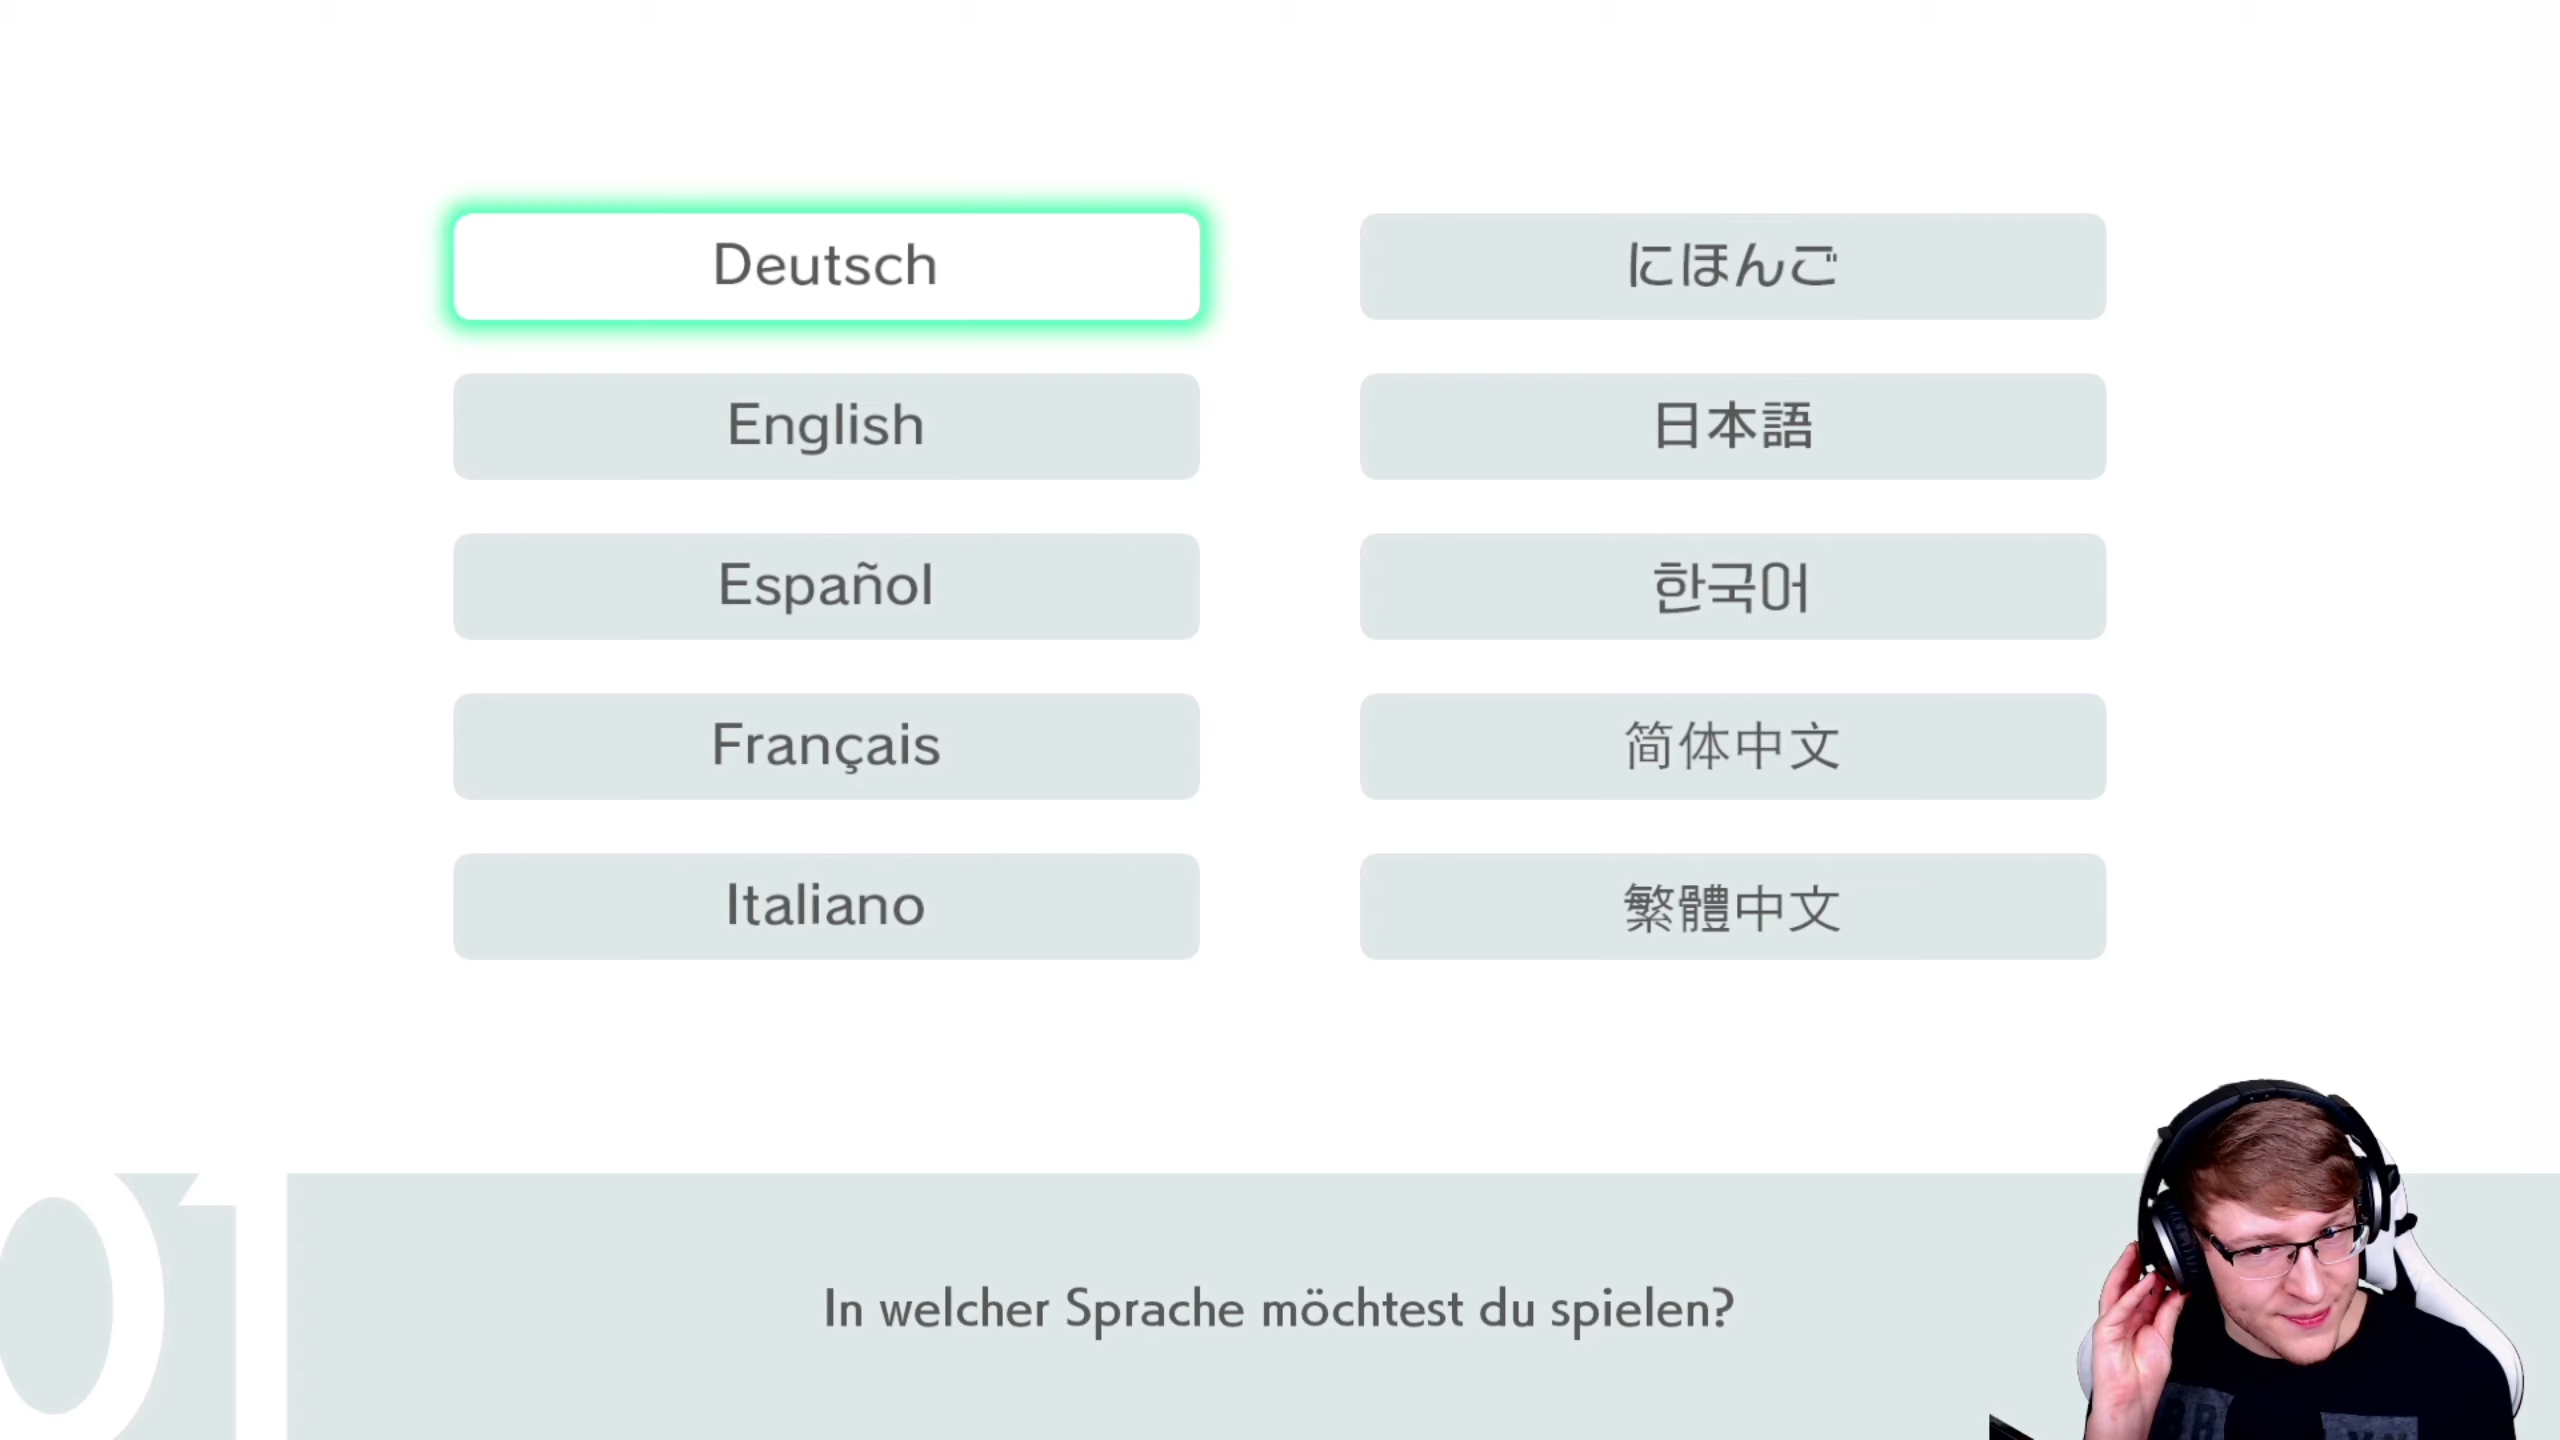 Deutsch
English
Español
Français
Italiano
にほんご
日本語
한국어
简体中文
繁體中文
01
In welcher Sprache möchtest du spielen?